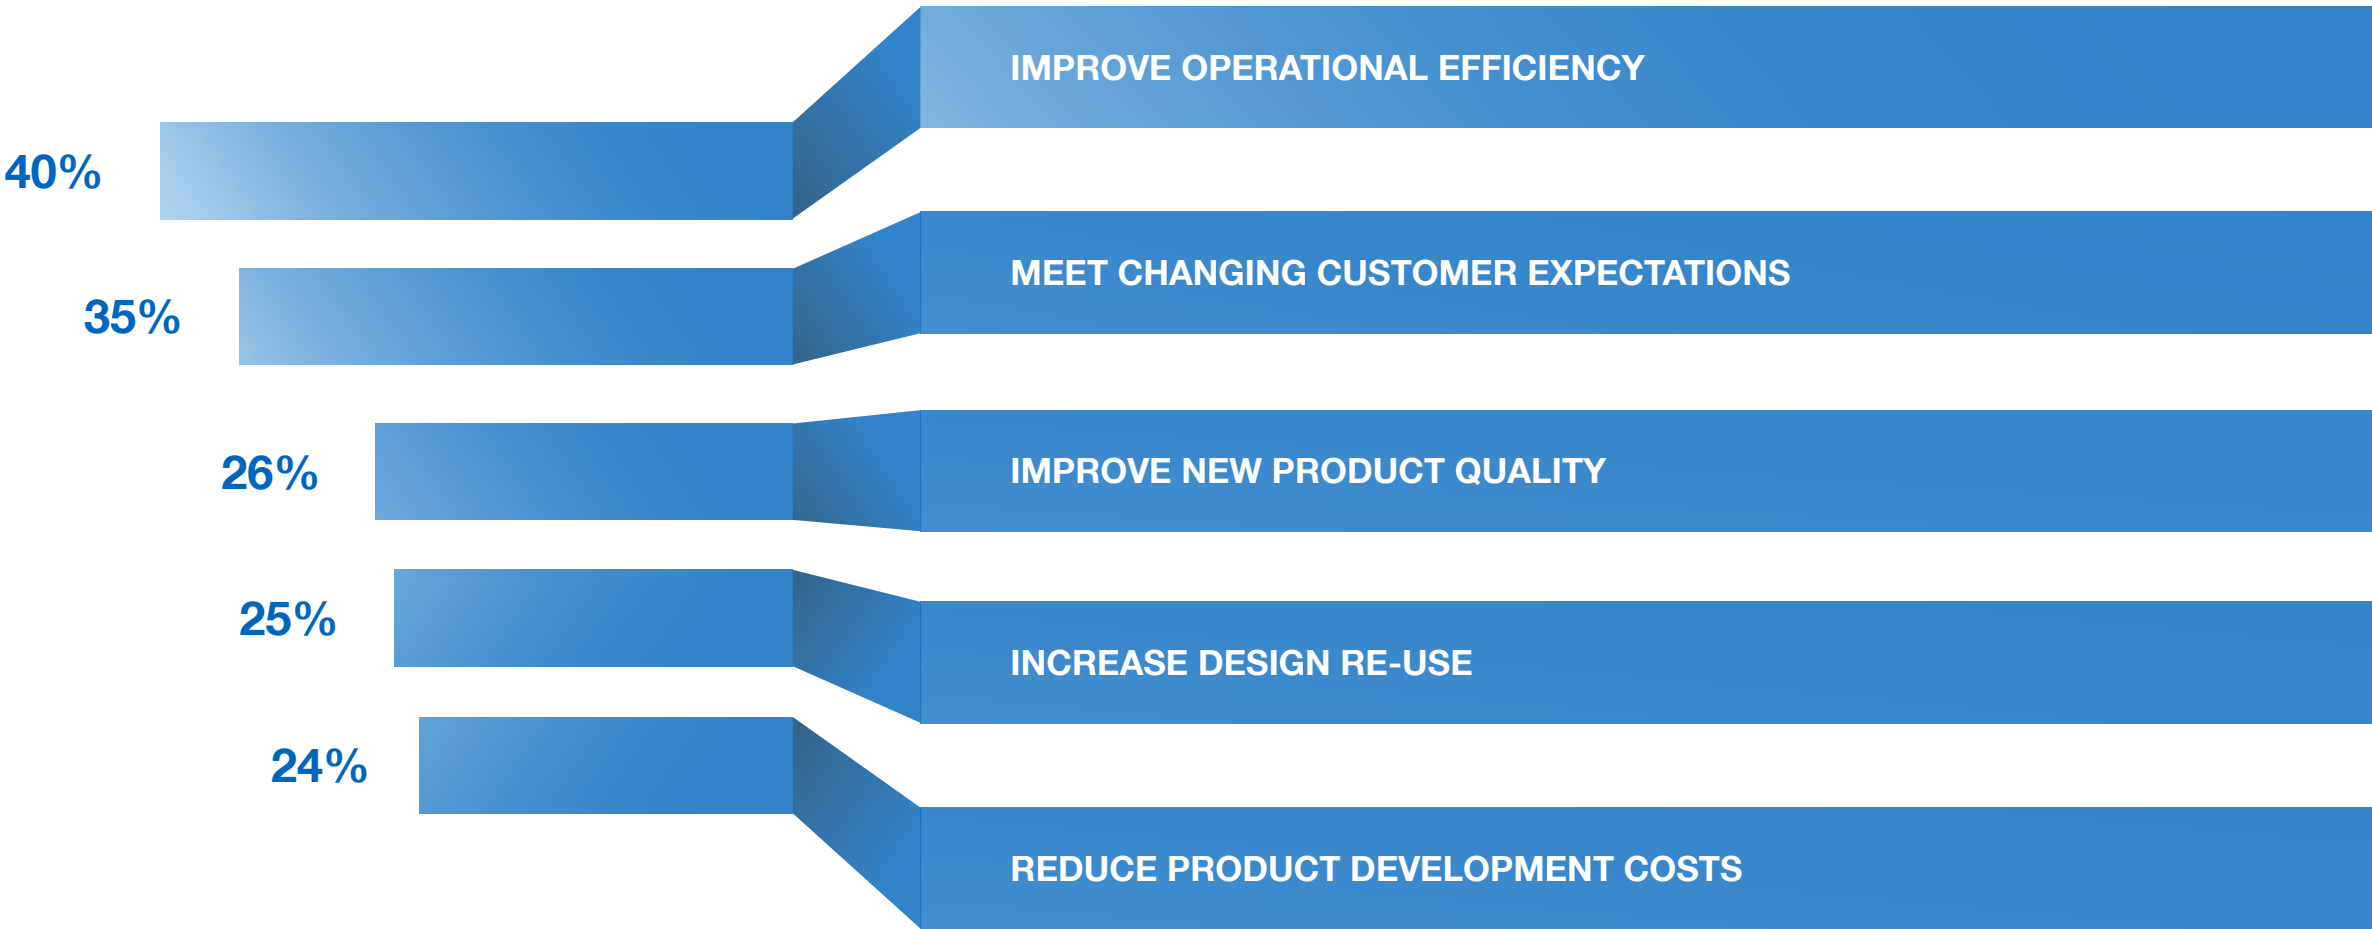 IMPROVE OPERATIONAL EFFICIENCY
40%
MEET CHANGING CUSTOMER EXPECTATIONS
35%
IMPROVE NEW PRODUCT QUALITY
26%
25%
INCREASE DESIGN RE-USE
24%
REDUCE PRODUCT DEVELOPMENT COSTS